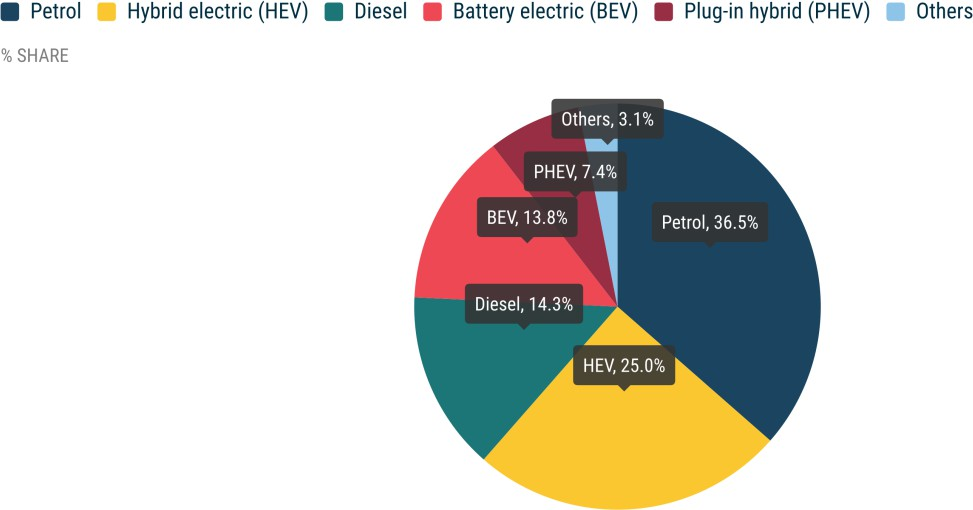 Petrol Hybrid electric (HEV) Diesel Battery electric (BEV) Plug-in hybrid (PHEV) Others
% SHARE
Others, 3.1%
PHEV, 7.4%
BEV, 13.8%
Petrol, 36.5%
Diesel, 14.3%
HEV, 25.0%